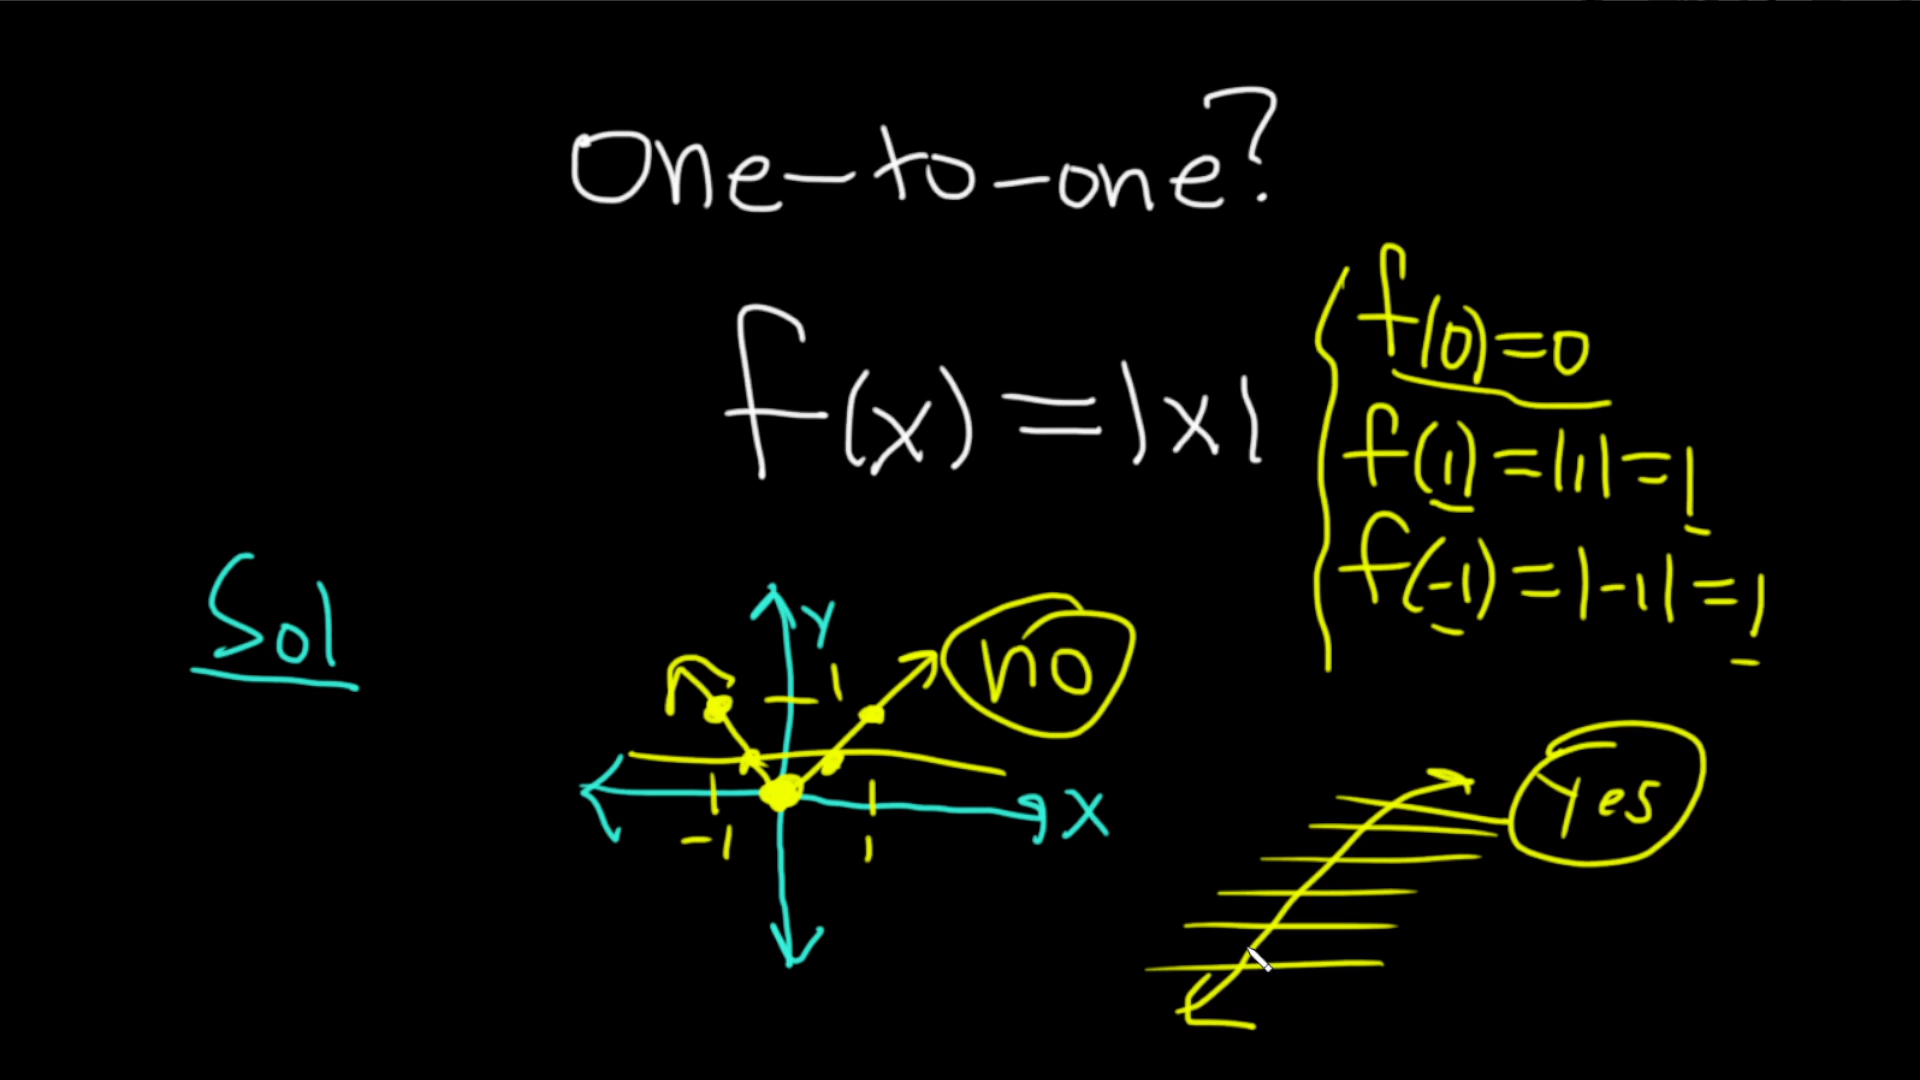 One-to-one?
f(x)=|x|
f(0)=0
f(1)=|1|=1
f(-1)=|-1|=1
Sol
y
1
no
x
-1
1
Yes